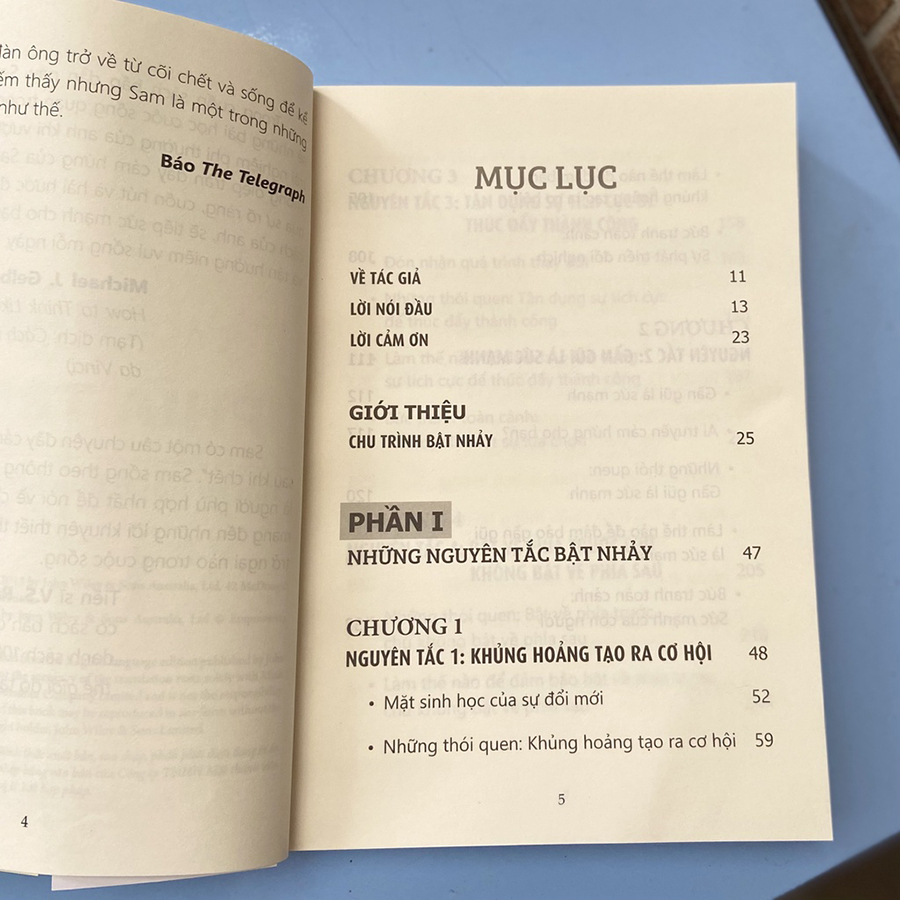 đàn ông trở về từ cõi chết và sống để kể
ếm thấy nhưng Sam là một trong những
như thế.
Báo The Telegraph
4
MỤC LỤC
VỀ TÁC GIẢ 11
LỜI NÓI ĐẦU 13
LỜI CẢM ƠN 23
GIỚI THIỆU
CHU TRÌNH BẬT NHẢY 25
PHẦN I
NHỮNG NGUYÊN TẮC BẬT NHẢY 47
CHƯƠNG 1
NGUYÊN TẮC 1: KHỦNG HOẢNG TẠO RA CƠ HỘI 48
• Mặt sinh học của sự đổi mới 52
• Những thói quen: Khủng hoảng tạo ra cơ hội 59
5